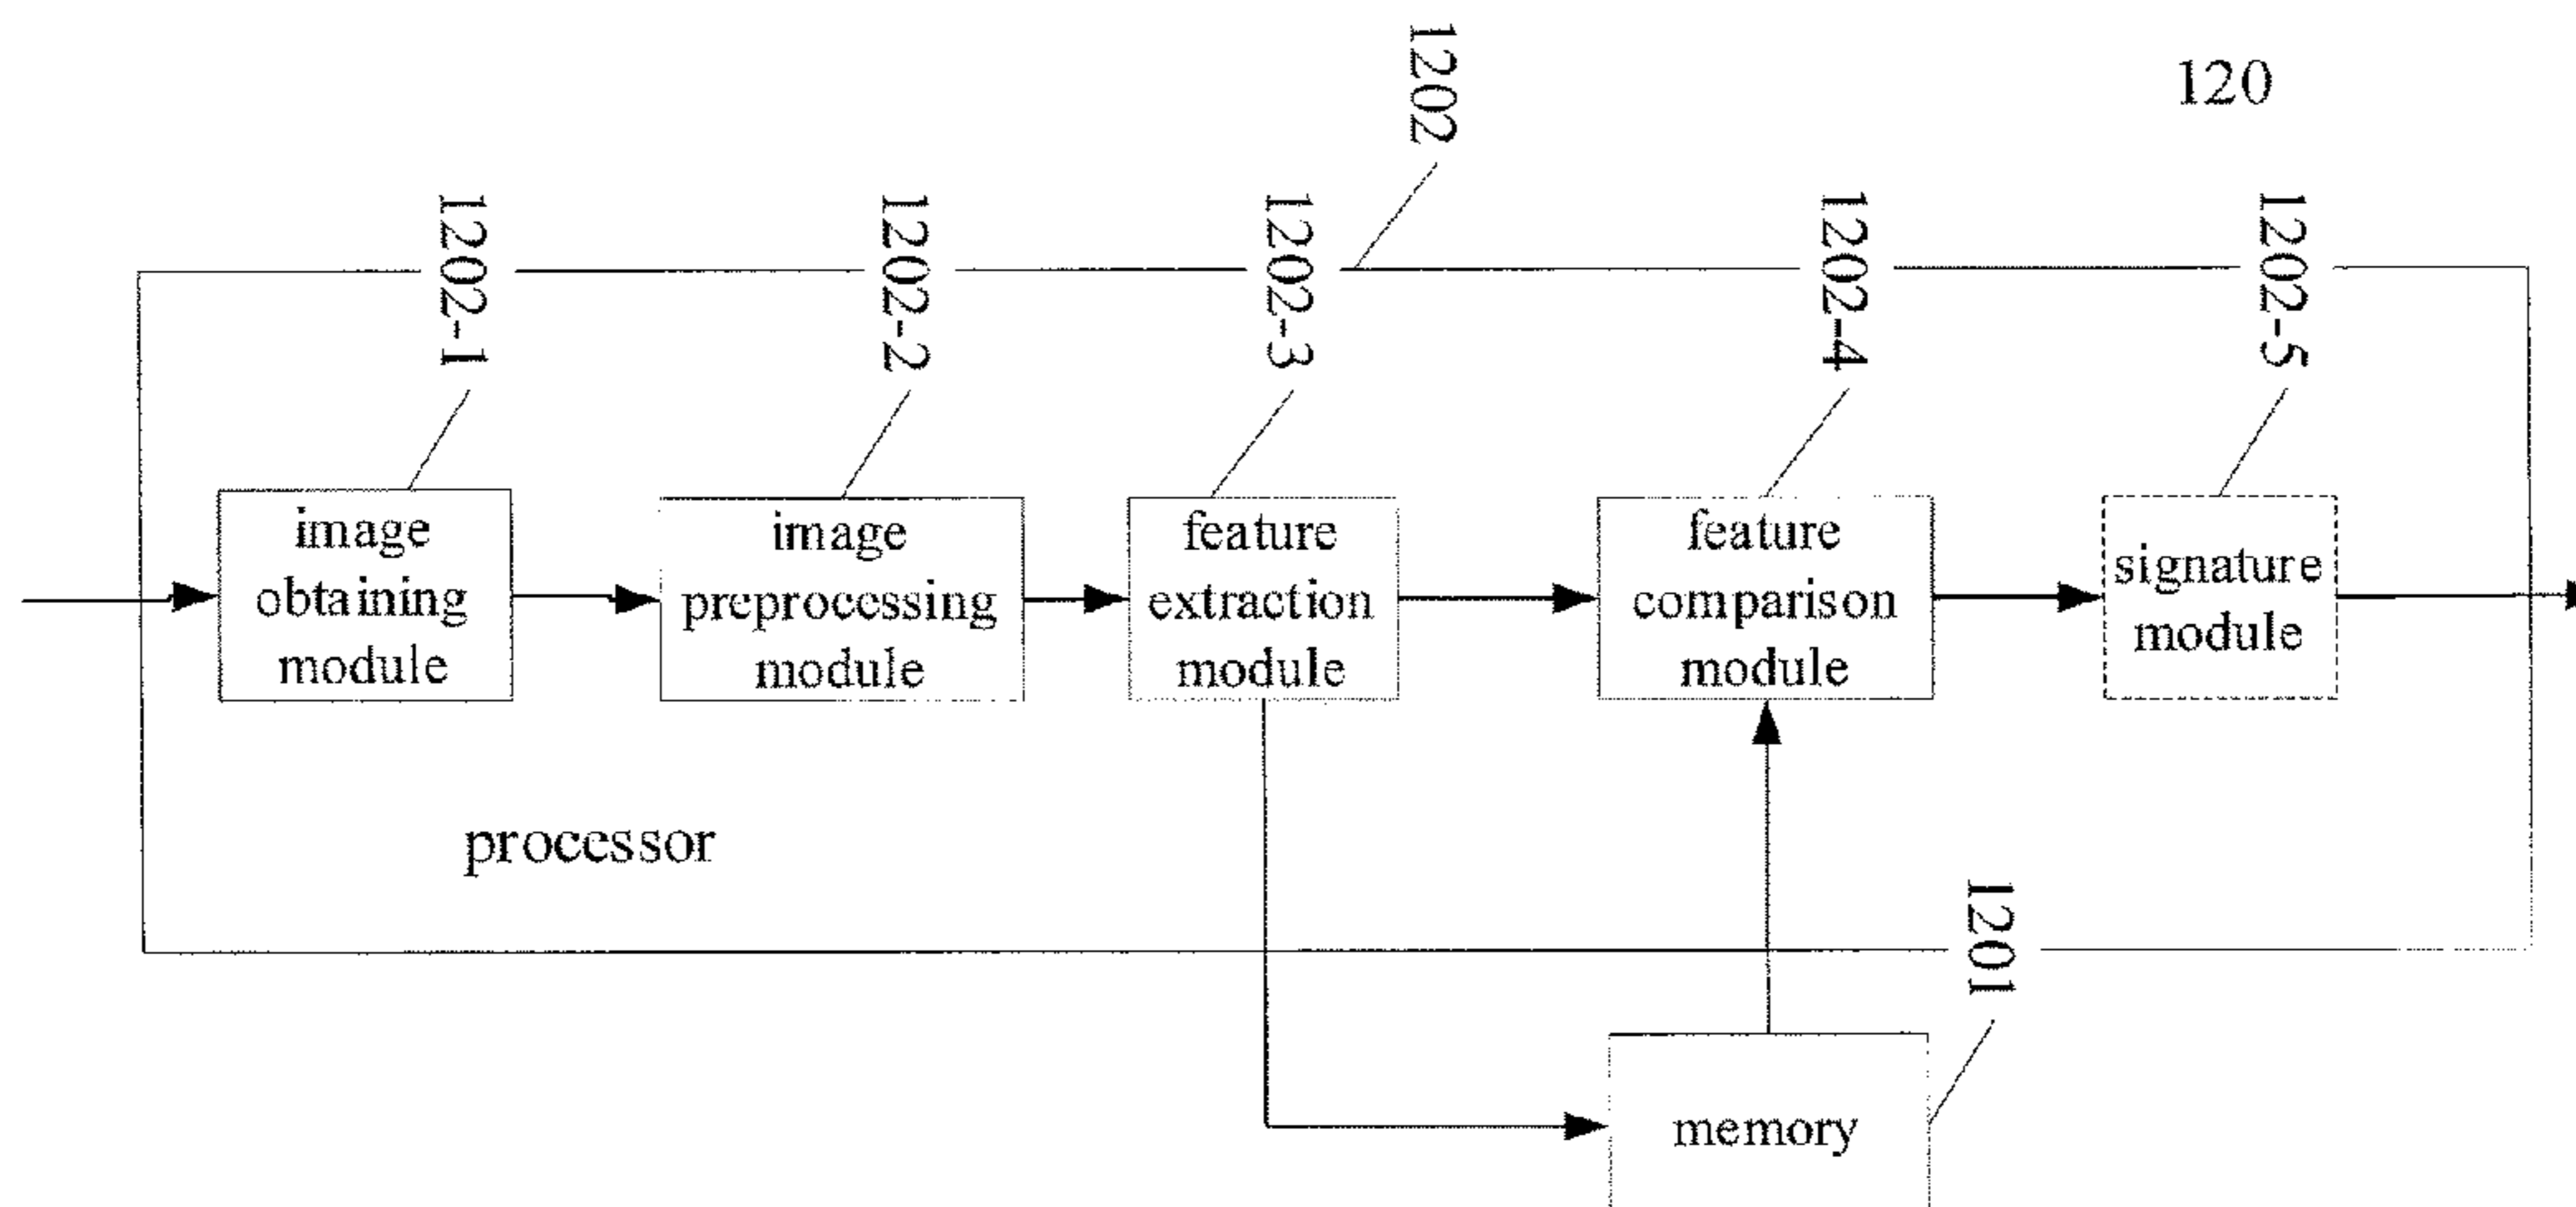 120
1202
1202-1
1202-2
1202-3
1202-4
1202-5
image
obtaining
module
image
preprocessing
module
feature
extraction
module
feature
comparison
module
signature
module
processor
1201
memory